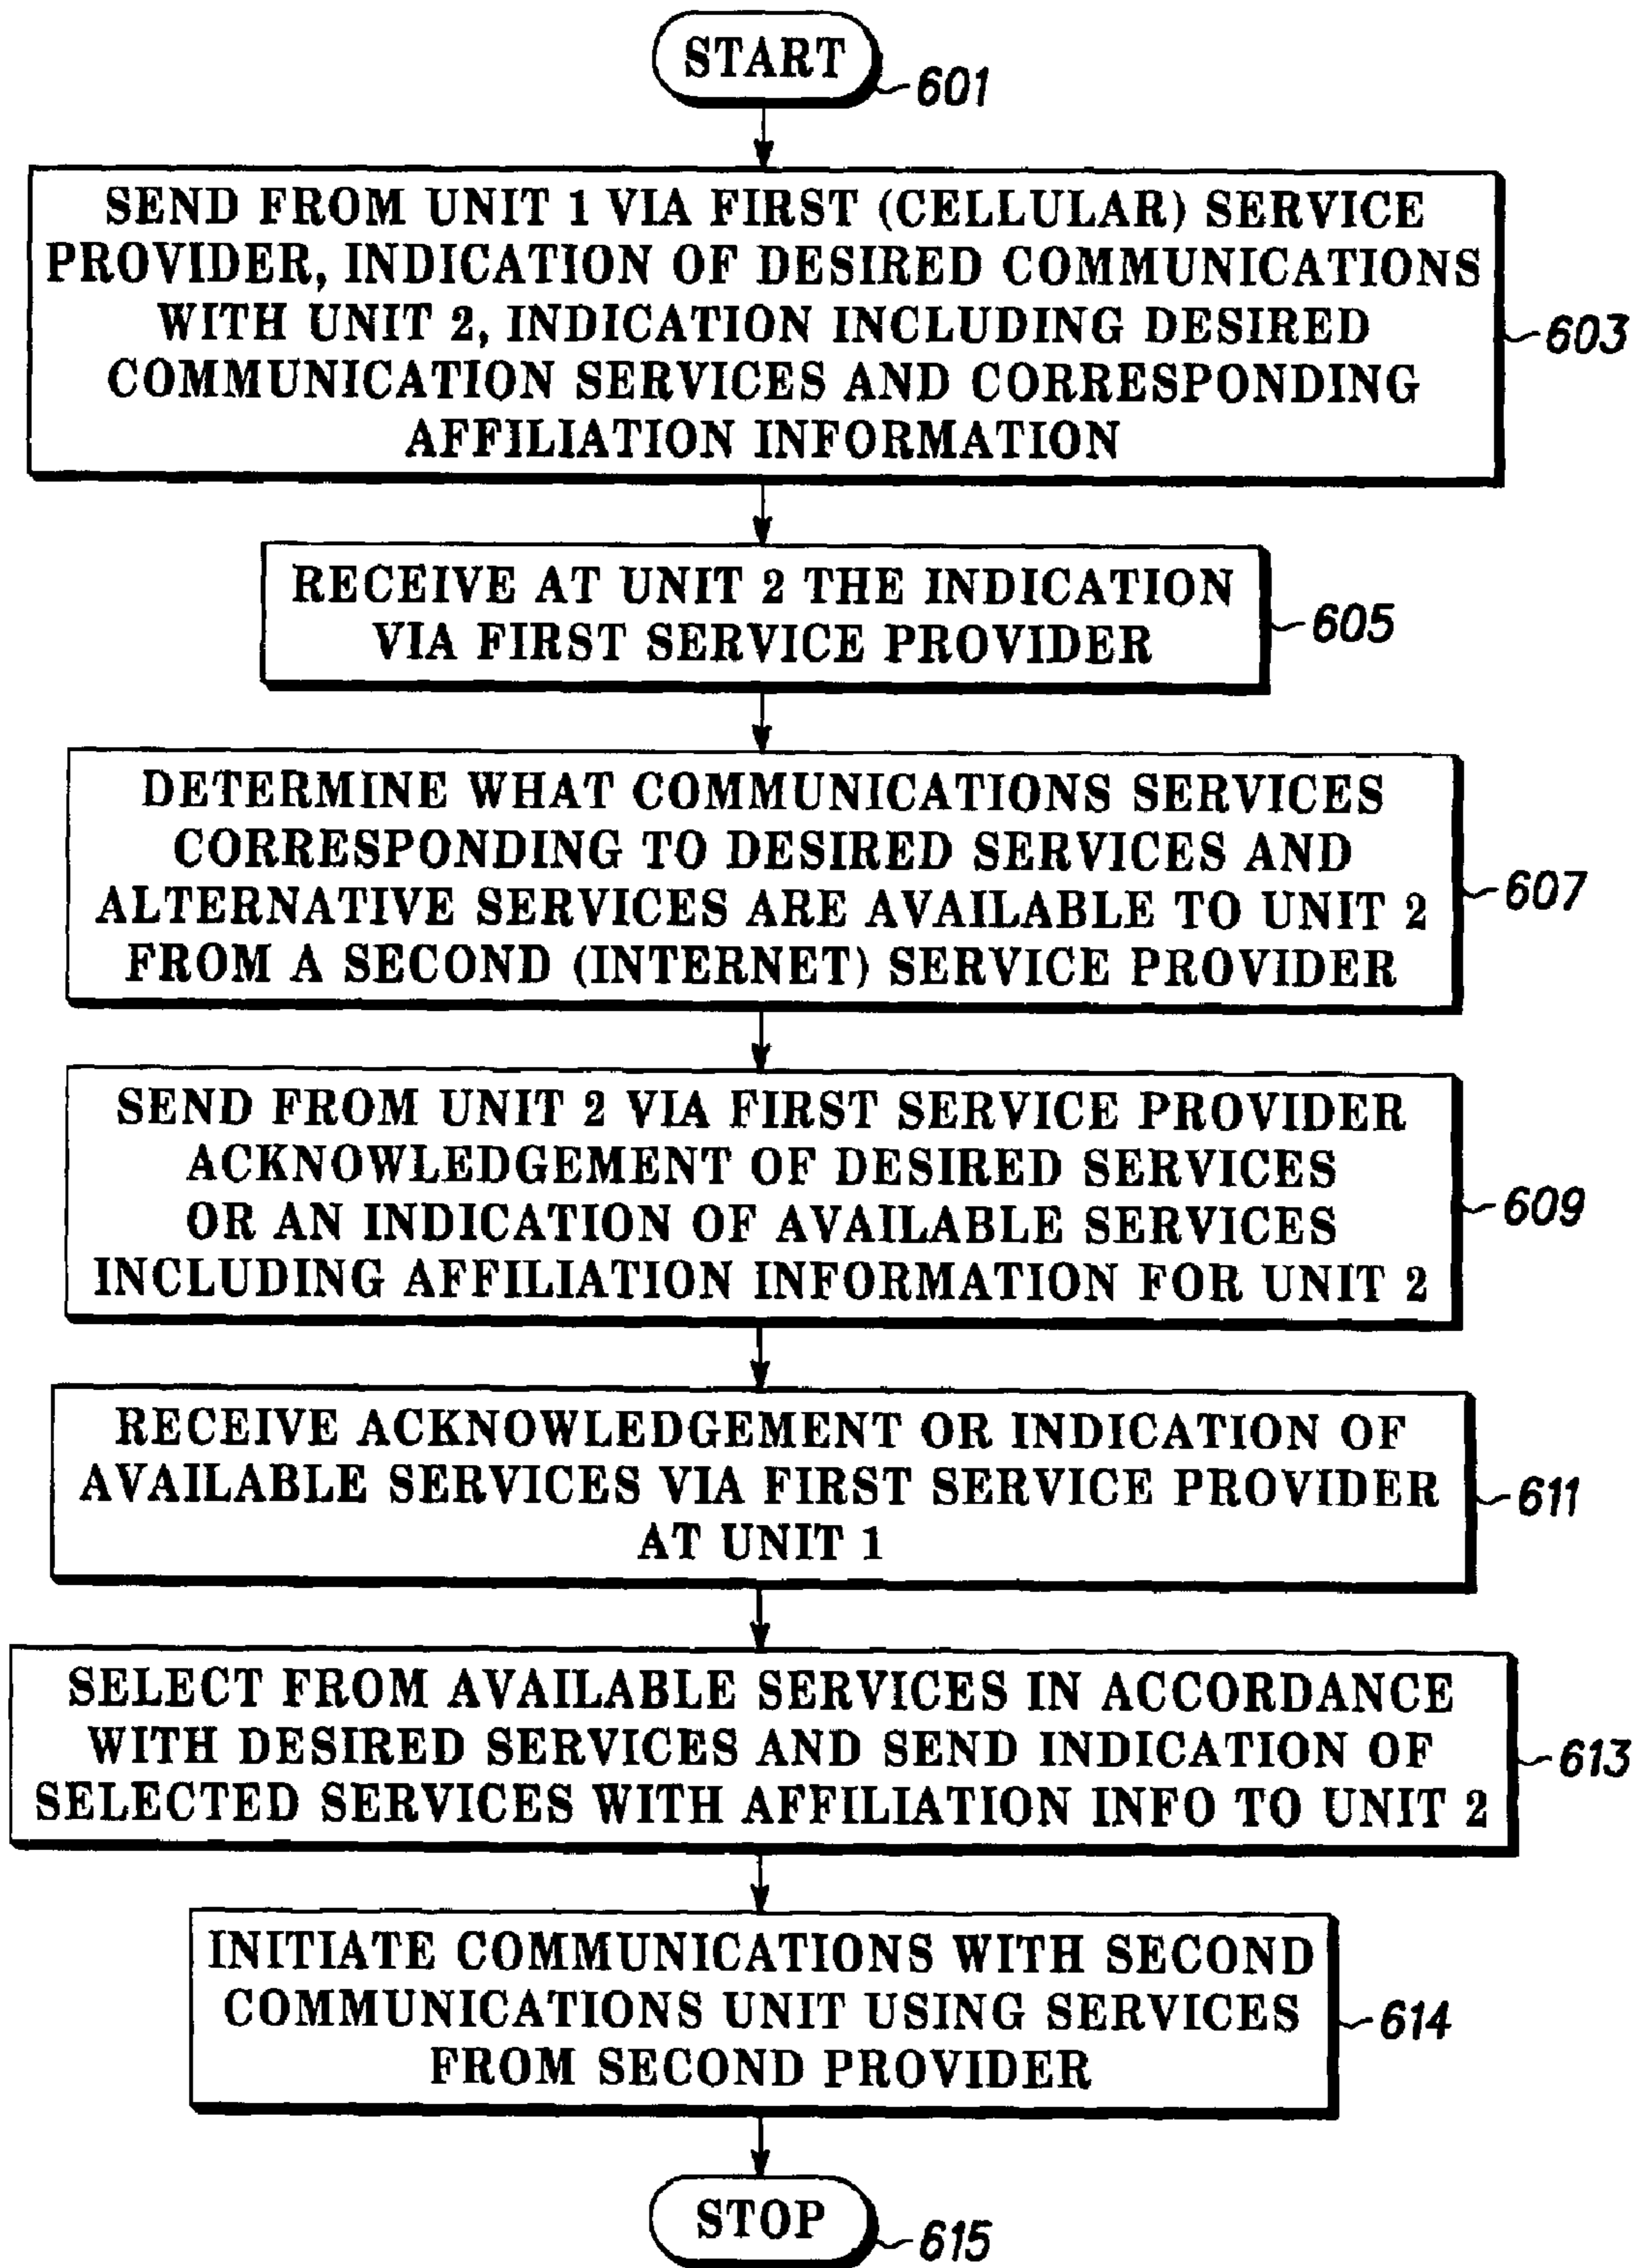 START
601
SEND FROM UNIT 1 VIA FIRST (CELLULAR) SERVICE
PROVIDER, INDICATION OF DESIRED COMMUNICATIONS
WITH UNIT 2, INDICATION INCLUDING DESIRED
COMMUNICATION SERVICES AND CORRESPONDING
AFFILIATION INFORMATION
603
RECEIVE AT UNIT 2 THE INDICATION
VIA FIRST SERVICE PROVIDER
605
DETERMINE WHAT COMMUNICATIONS SERVICES
CORRESPONDING TO DESIRED SERVICES AND
ALTERNATIVE SERVICES ARE AVAILABLE TO UNIT 2
FROM A SECOND (INTERNET) SERVICE PROVIDER
607
SEND FROM UNIT 2 VIA FIRST SERVICE PROVIDER
ACKNOWLEDGEMENT OF DESIRED SERVICES
OR AN INDICATION OF AVAILABLE SERVICES
INCLUDING AFFILIATION INFORMATION FOR UNIT 2
609
RECEIVE ACKNOWLEDGEMENT OR INDICATION OF
AVAILABLE SERVICES VIA FIRST SERVICE PROVIDER
AT UNIT 1
611
SELECT FROM AVAILABLE SERVICES IN ACCORDANCE
WITH DESIRED SERVICES AND SEND INDICATION OF
SELECTED SERVICES WITH AFFILIATION INFO TO UNIT 2
613
INITIATE COMMUNICATIONS WITH SECOND
COMMUNICATIONS UNIT USING SERVICES
FROM SECOND PROVIDER
614
STOP
615